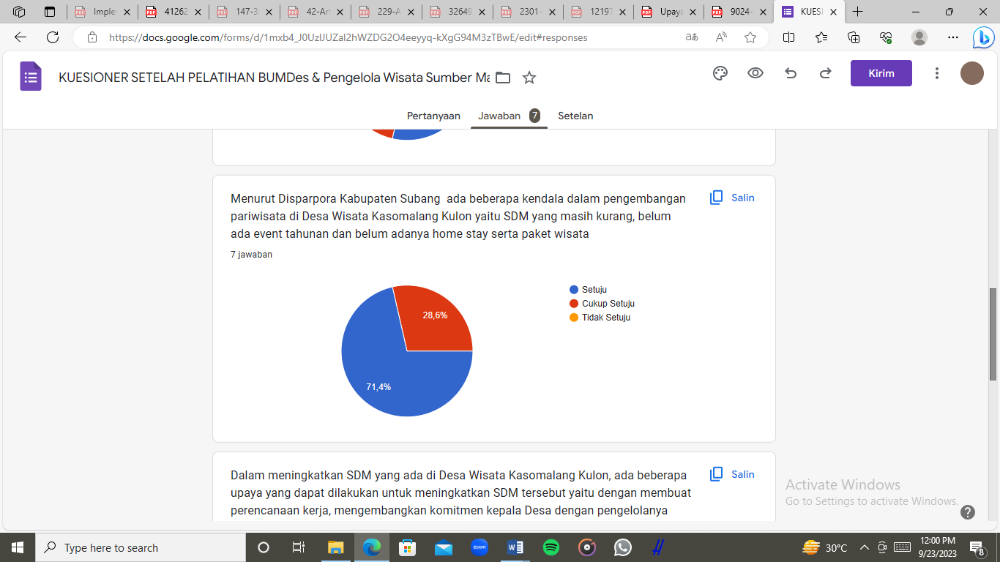 Implem
41262
147-3
42-Art
229-A
32649
2301-
12197
Upaya
9024-
KUESI
https://docs.google.com/forms/d/1mxb4_J0UzIJUZaI2hWZDG2O4eeyyq-kXgG94M3zTBwE/edit#responses
KUESIONER SETELAH PELATIHAN BUMDes & Pengelola Wisata Sumber Ma
Kirim
Pertanyaan
Jawaban 7
Setelan
Menurut Disparpora Kabupaten Subang ada beberapa kendala dalam pengembangan
pariwisata di Desa Wisata Kasomalang Kulon yaitu SDM yang masih kurang, belum
ada event tahunan dan belum adanya home stay serta paket wisata
Salin
7 jawaban
28,6%
71,4%
Setuju
Cukup Setuju
Tidak Setuju
Dalam meningkatkan SDM yang ada di Desa Wisata Kasomalang Kulon, ada beberapa
upaya yang dapat dilakukan untuk meningkatkan SDM tersebut yaitu dengan membuat
perencanaan kerja, mengembangkan komitmen kepala Desa dengan pengelolanya
Salin
Activate Windows
Go to Settings to activate Windows.
Type here to search
zoom
30°C
12:00 PM
9/23/2023
8